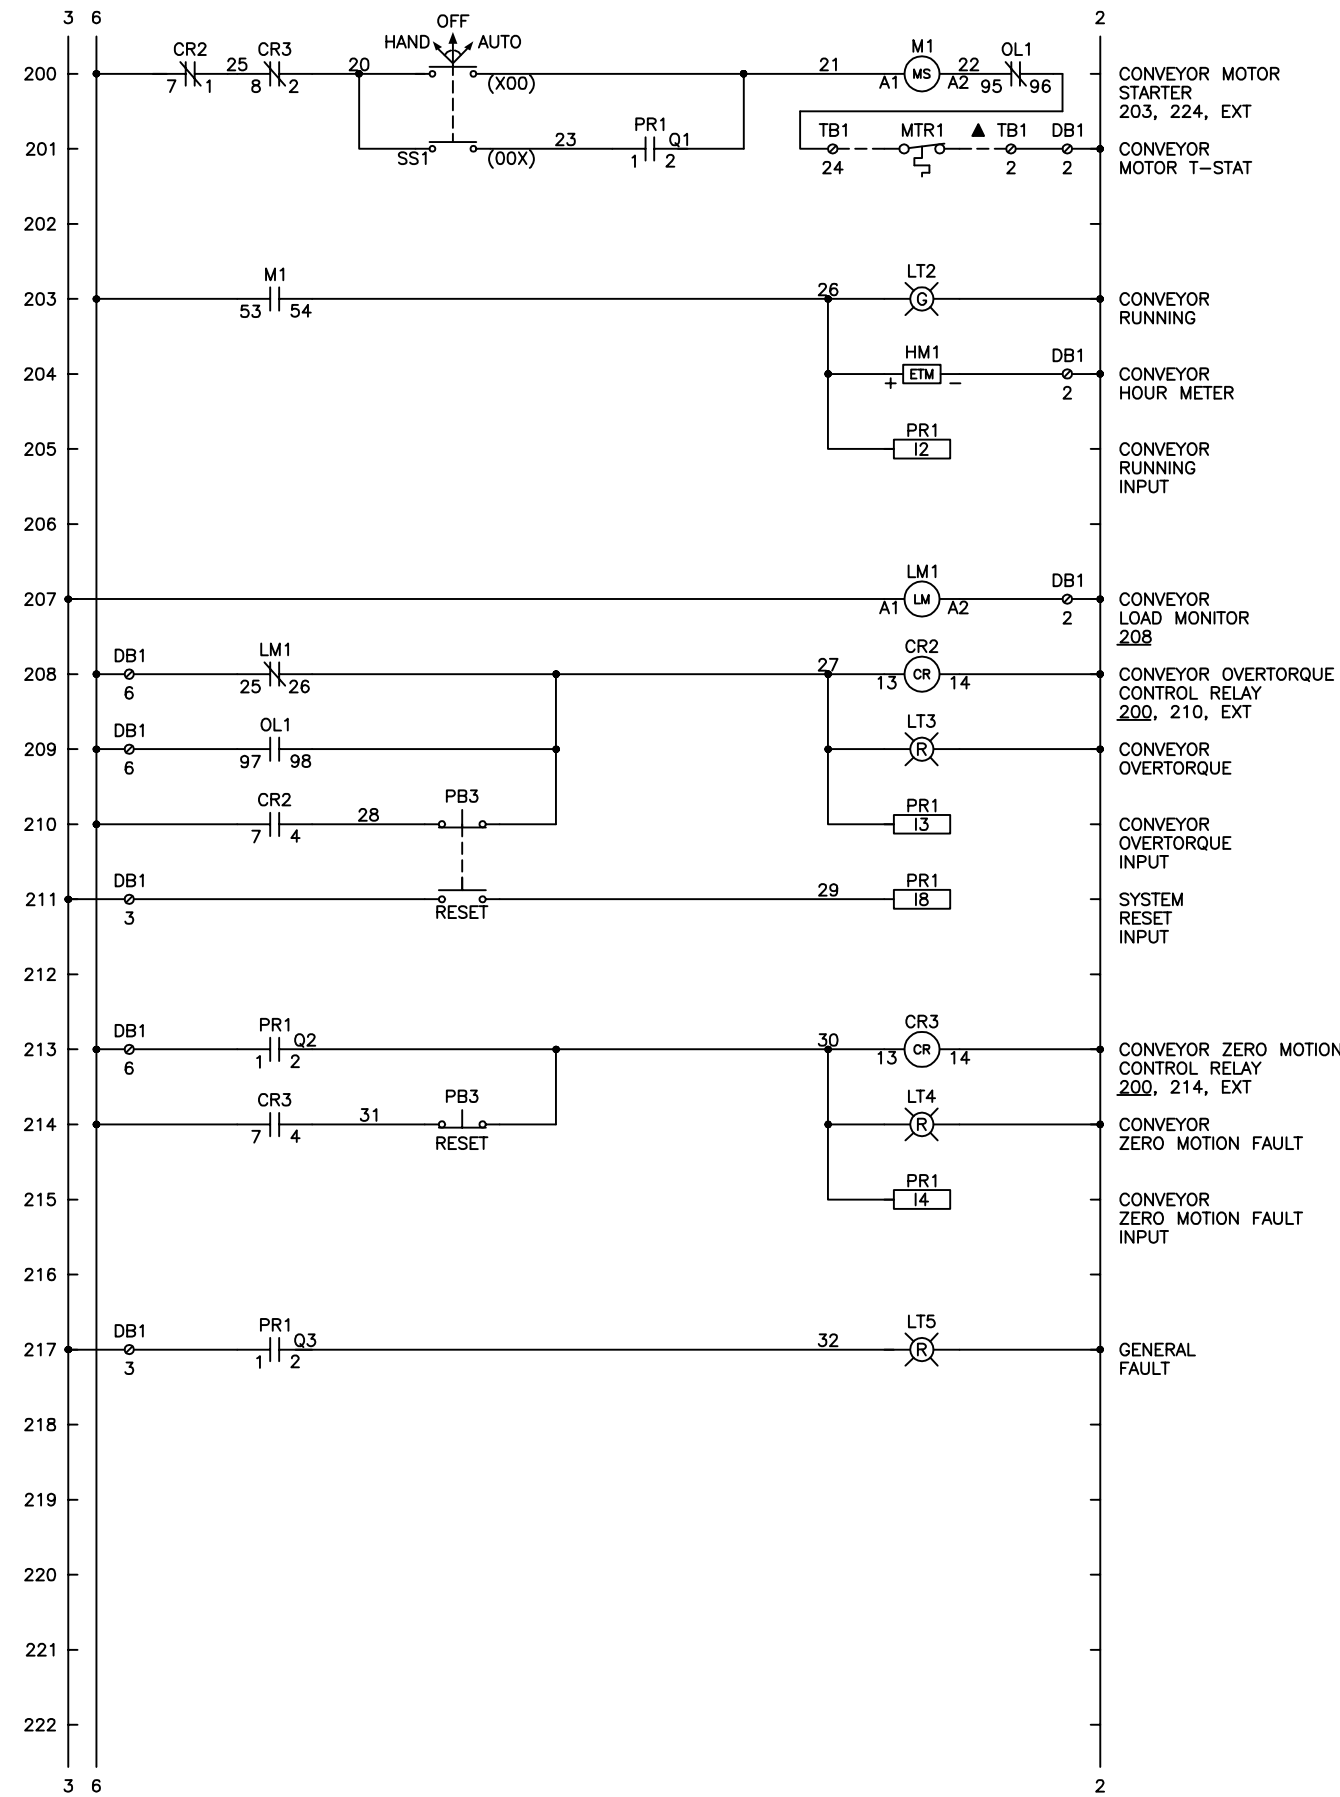 3 6 2
OFF
HAND AUTO
200 CR2 7 1 25 CR3 8 2 20 (X00) 21 M1 A1 MS A2 22 OL1 95 96 CONVEYOR MOTOR
STARTER
203, 224, EXT
201 SS1 (00X) 23 PR1 Q1 1 2 TB1 24 MTR1 TB1 2 DB1 2 CONVEYOR
MOTOR T-STAT
202
203 M1 53 54 26 LT2 G CONVEYOR
RUNNING
204 HM1 + ETM - DB1 2 CONVEYOR
HOUR METER
205 PR1 I2 CONVEYOR
RUNNING
INPUT
206
207 LM1 A1 LM A2 DB1 2 CONVEYOR
LOAD MONITOR
208
208 DB1 6 LM1 25 26 27 CR2 13 CR 14 CONVEYOR OVERTORQUE
CONTROL RELAY
200, 210, EXT
209 DB1 6 OL1 97 98 LT3 R CONVEYOR
OVERTORQUE
210 CR2 7 4 28 PB3 PR1 I3 CONVEYOR
OVERTORQUE
INPUT
211 DB1 3 RESET 29 PR1 I8 SYSTEM
RESET
INPUT
212
213 DB1 6 PR1 Q2 1 2 30 CR3 13 CR 14 CONVEYOR ZERO MOTION
CONTROL RELAY
200, 214, EXT
214 CR3 7 4 31 PB3 RESET LT4 R CONVEYOR
ZERO MOTION FAULT
215 PR1 I4 CONVEYOR
ZERO MOTION FAULT
INPUT
216
217 DB1 3 PR1 Q3 1 2 32 LT5 R GENERAL
FAULT
218
219
220
221
222
3 6 2